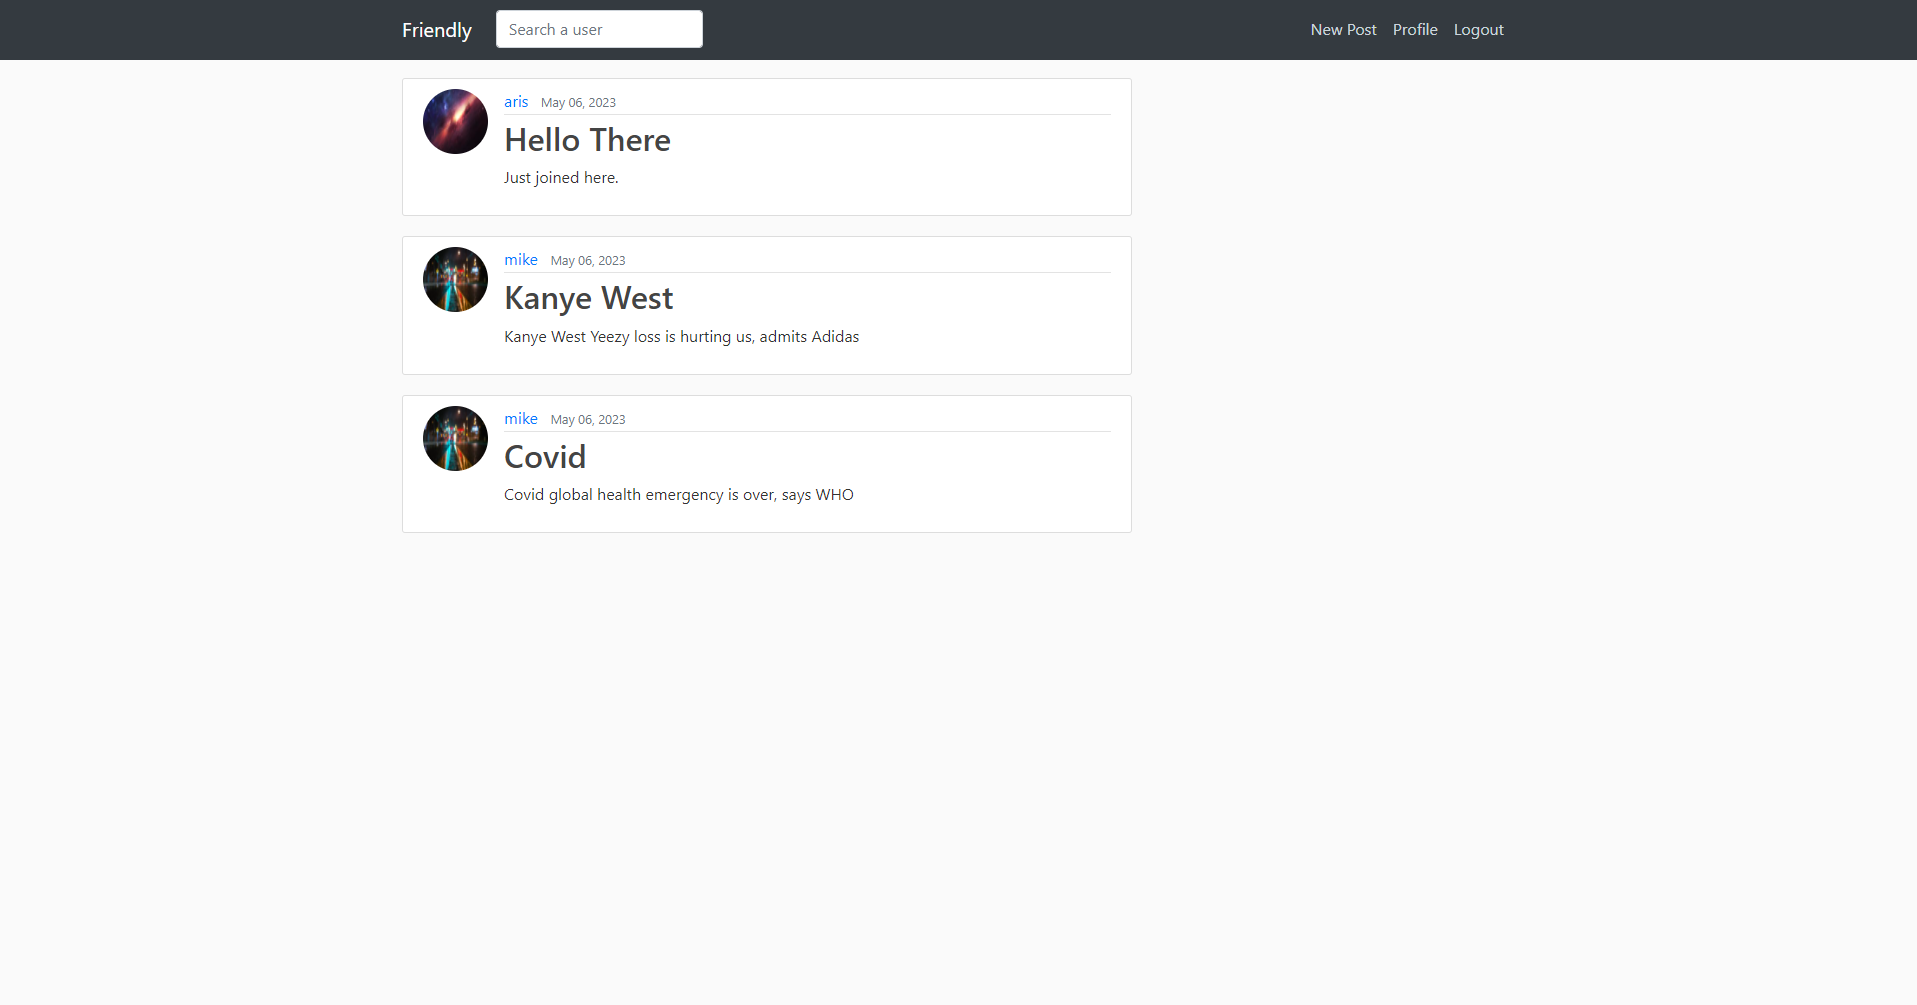 Friendly Search a user New Post Profile Logout
aris May 06, 2023
Hello There
Just joined here.
mike May 06, 2023
Kanye West
Kanye West Yeezy loss is hurting us, admits Adidas
mike May 06, 2023
Covid
Covid global health emergency is over, says WHO